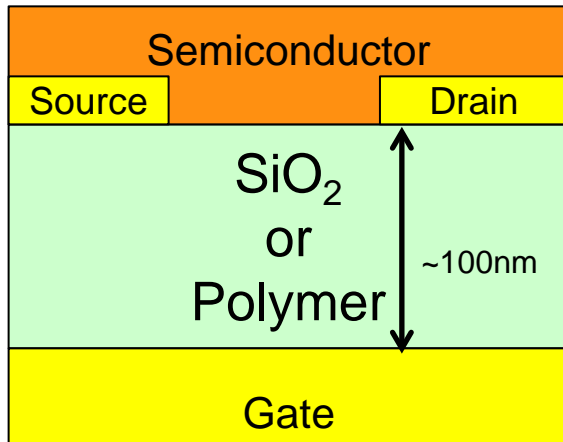 Semiconductor
Source
Drain
SiO₂
or
~100nm
Polymer
Gate